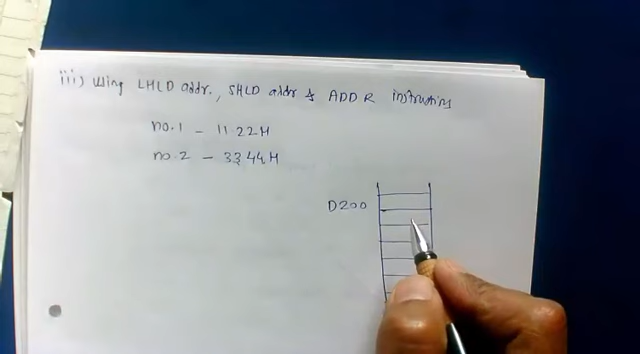 iii) Using LHLD addr., SHLD addr & ADD R instructions
no.1 - 1122H
no.2 - 3344H
D200